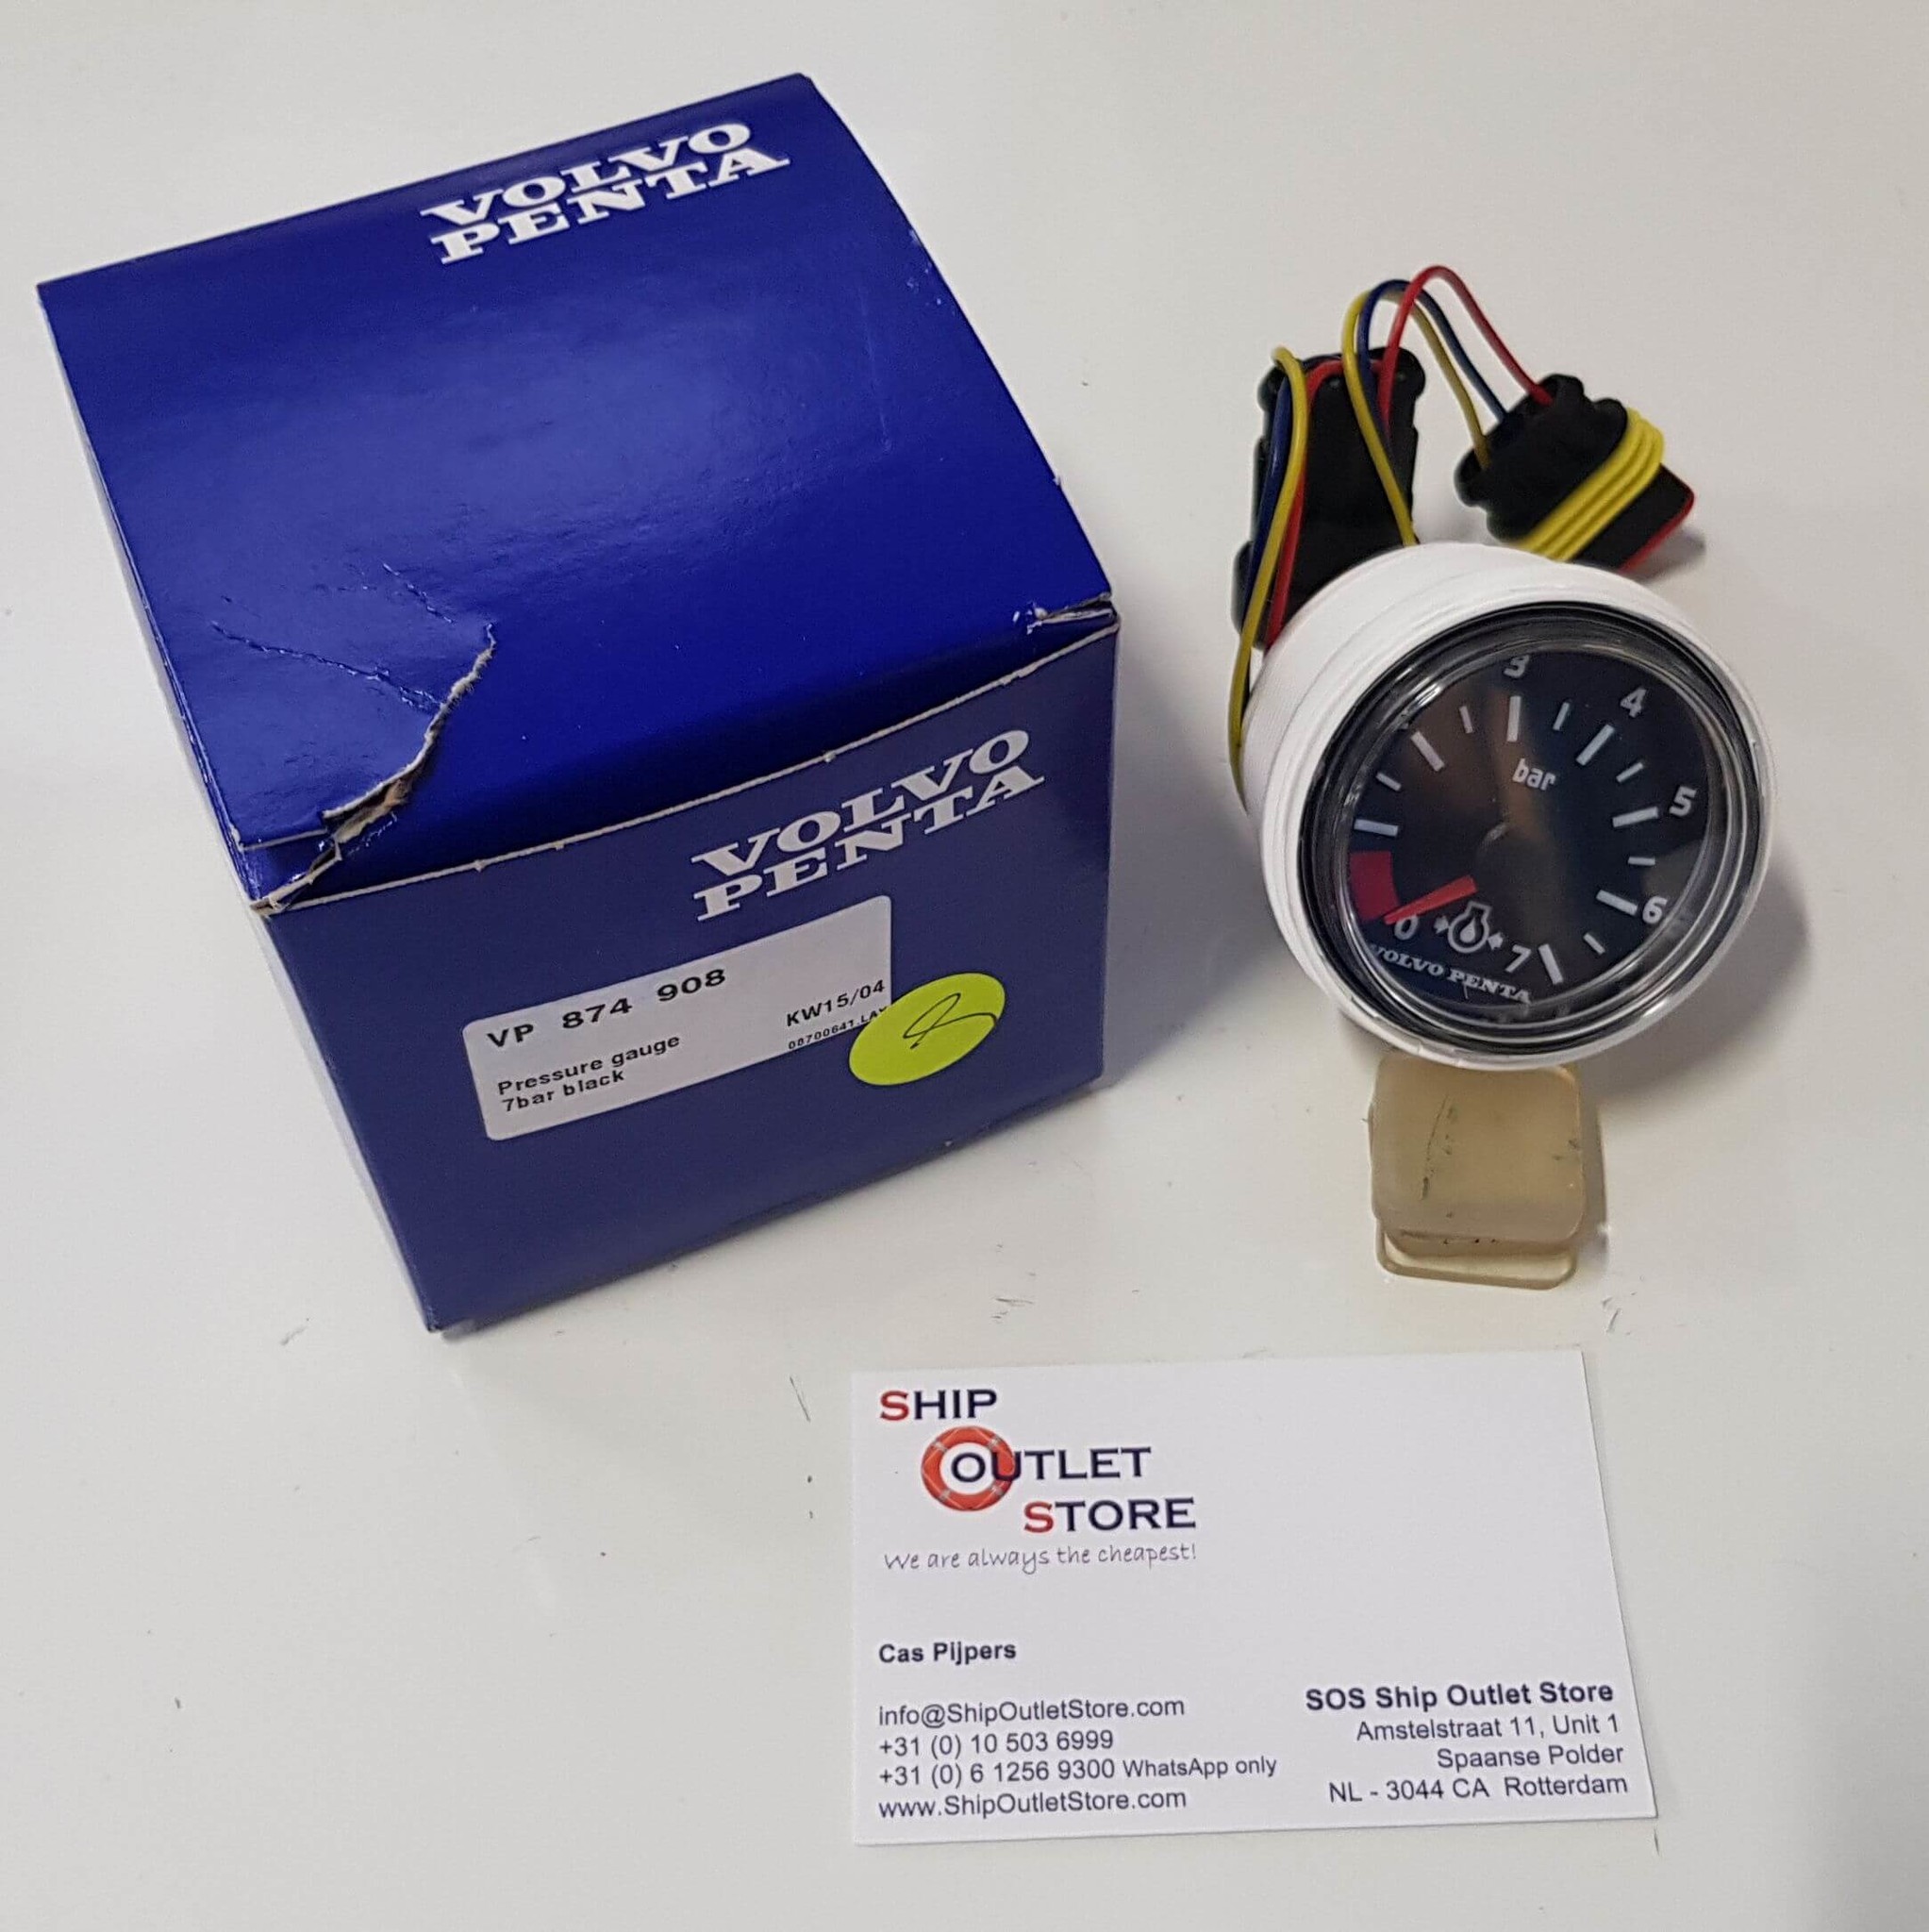 VOLVO
PENTA
VOLVO
PENTA
VP 874 908
Pressure gauge
7bar black
KW15/04
08700641.LAY
3
4
bar
5
6
0
7
VOLVO PENTA
SHIP
OUTLET
STORE
We are always the cheapest!
Cas Pijpers
info@ShipOutletStore.com
+31 (0) 10 503 6999
+31 (0) 6 1256 9300 WhatsApp only
www.ShipOutletStore.com
SOS Ship Outlet Store
Amstelstraat 11, Unit 1
Spaanse Polder
NL - 3044 CA Rotterdam